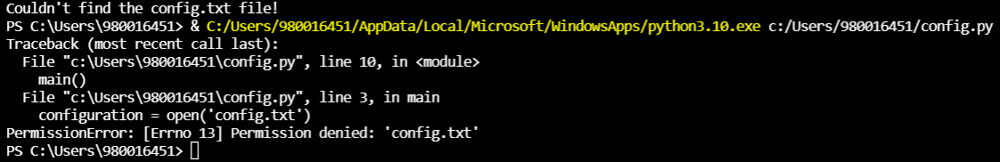 Couldn't find the config.txt file!
PS C:\Users\980016451> & C:/Users/980016451/AppData/Local/Microsoft/WindowsApps/python3.10.exe c:/Users/980016451/config.py
Traceback (most recent call last):
  File "c:\Users\980016451\config.py", line 10, in <module>
    main()
  File "c:\Users\980016451\config.py", line 3, in main
    configuration = open('config.txt')
PermissionError: [Errno 13] Permission denied: 'config.txt'
PS C:\Users\980016451>